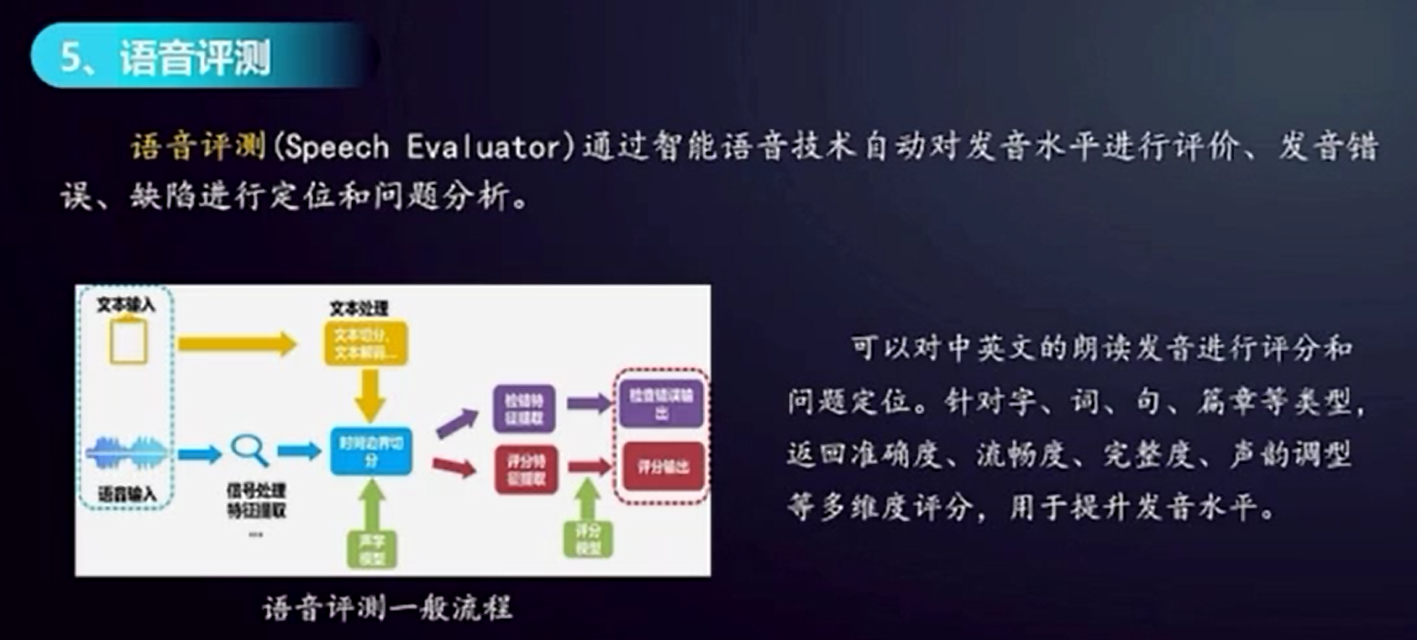 5、语音评测
语音评测(Speech Evaluator)通过智能语音技术自动对发音水平进行评价、发音错
误、缺陷进行定位和问题分析。
文本输入
文本处理
文本切分、
文本解码...
检错特
征提取
检查错误输
出
时间边界切
分
评分特
征提取
评分输出
语音输入
信号处理
特征提取
...
声学
模型
评分
模型
语音评测一般流程
可以对中英文的朗读发音进行评分和
问题定位。针对字、词、句、篇章等类型,
返回准确度、流畅度、完整度、声韵调型
等多维度评分，用于提升发音水平。